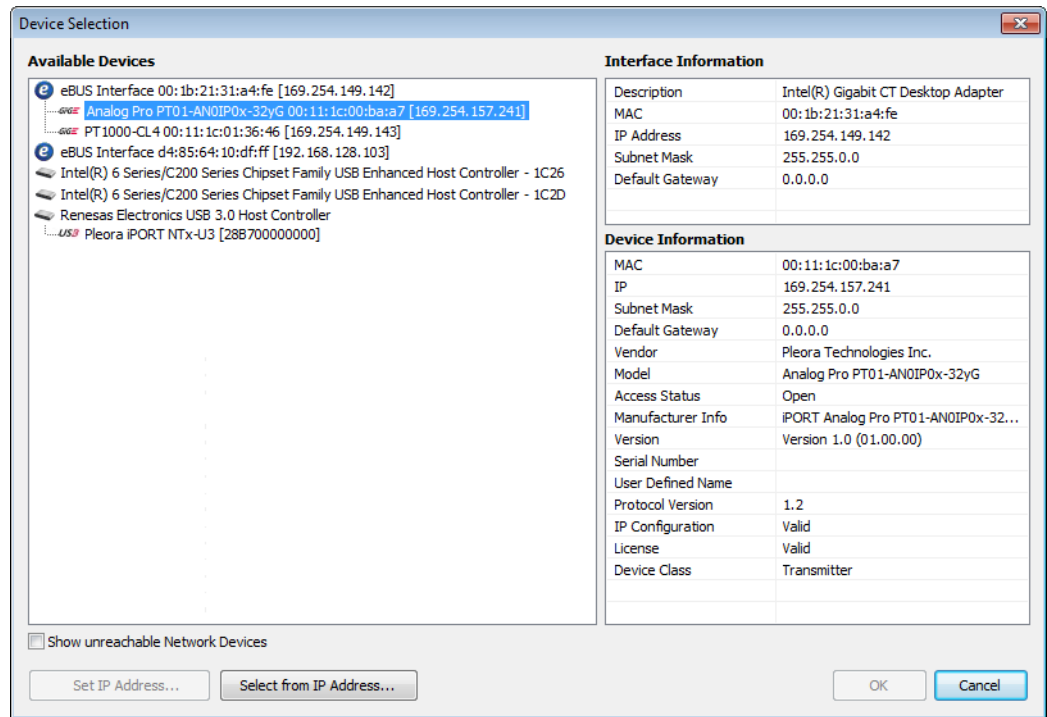 Device Selection
Available Devices
eBUS Interface 00:1b:21:31:a4:fe [169.254.149.142]
GIGE Analog Pro PT01-AN0IP0x-32yG 00:11:1c:00:ba:a7 [169.254.157.241]
GIGE PT1000-CL4 00:11:1c:01:36:46 [169.254.149.143]
eBUS Interface d4:85:64:10:df:ff [192.168.128.103]
Intel(R) 6 Series/C200 Series Chipset Family USB Enhanced Host Controller - 1C26
Intel(R) 6 Series/C200 Series Chipset Family USB Enhanced Host Controller - 1C2D
Renesas Electronics USB 3.0 Host Controller
USB Pleora iPORT NTx-U3 [28B700000000]
Show unreachable Network Devices
Set IP Address...
Select from IP Address...
Interface Information
Description Intel(R) Gigabit CT Desktop Adapter
MAC 00:1b:21:31:a4:fe
IP Address 169.254.149.142
Subnet Mask 255.255.0.0
Default Gateway 0.0.0.0
Device Information
MAC 00:11:1c:00:ba:a7
IP 169.254.157.241
Subnet Mask 255.255.0.0
Default Gateway 0.0.0.0
Vendor Pleora Technologies Inc.
Model Analog Pro PT01-AN0IP0x-32yG
Access Status Open
Manufacturer Info iPORT Analog Pro PT01-AN0IP0x-32...
Version Version 1.0 (01.00.00)
Serial Number
User Defined Name
Protocol Version 1.2
IP Configuration Valid
License Valid
Device Class Transmitter
OK
Cancel